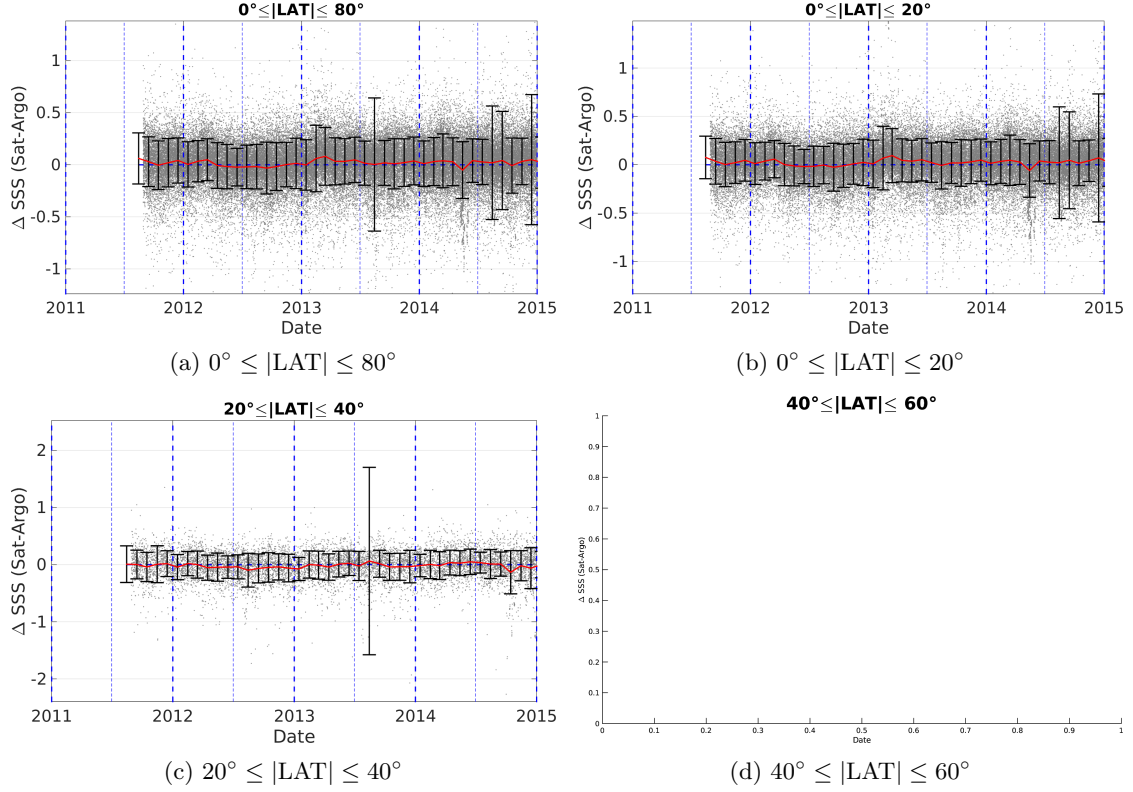 0°≤|LAT|≤ 80°
1
0.5
0
-0.5
-1
Δ SSS (Sat-Argo)
2011 2012 2013 2014 2015
Date
(a) 0° ≤ |LAT| ≤ 80°
0°≤|LAT|≤ 20°
1
0.5
0
-0.5
-1
Δ SSS (Sat-Argo)
2011 2012 2013 2014 2015
Date
(b) 0° ≤ |LAT| ≤ 20°
20°≤|LAT|≤ 40°
2
1
0
-1
-2
Δ SSS (Sat-Argo)
2011 2012 2013 2014 2015
Date
(c) 20° ≤ |LAT| ≤ 40°
40°≤|LAT|≤ 60°
1
0.9
0.8
0.7
0.6
0.5
0.4
0.3
0.2
0.1
0
Δ SSS (Sat-Argo)
0 0.1 0.2 0.3 0.4 0.5 0.6 0.7 0.8 0.9 1
Date
(d) 40° ≤ |LAT| ≤ 60°